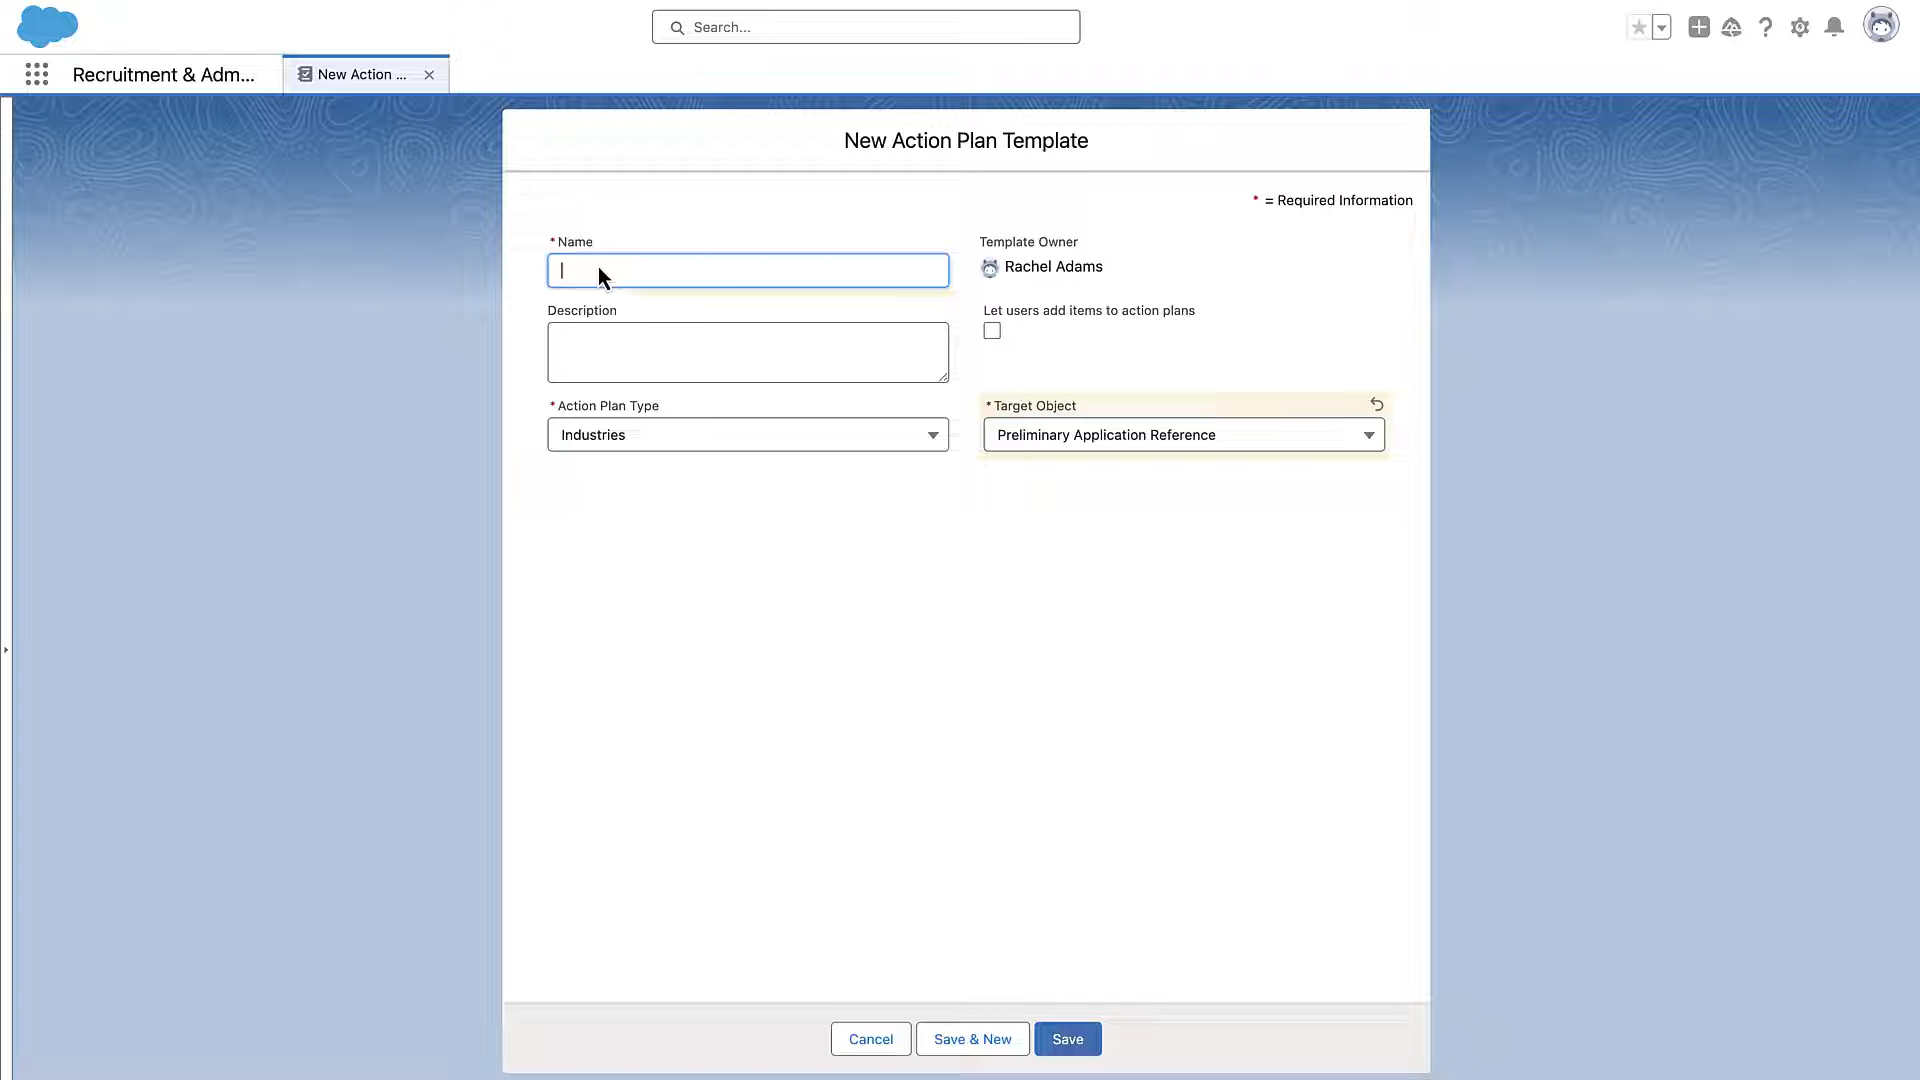 Search...
Recruitment & Adm...
New Action ...
New Action Plan Template
* = Required Information
* Name
Template Owner
Rachel Adams
Description
Let users add items to action plans
* Action Plan Type
Industries
* Target Object
Preliminary Application Reference
Cancel
Save & New
Save